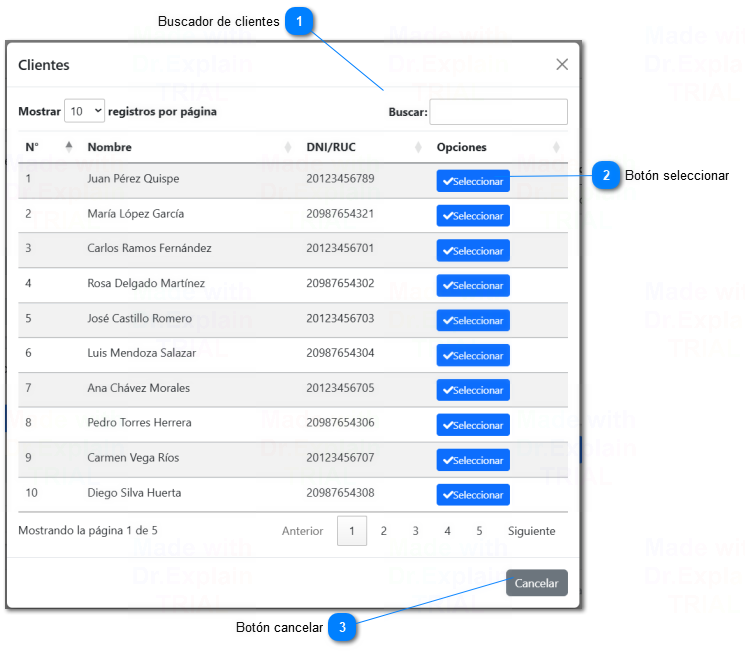 Buscador de clientes 1
Clientes
Mostrar 10 registros por página Buscar:
N° Nombre DNI/RUC Opciones
1 Juan Pérez Quispe 20123456789 Seleccionar
2 Botón seleccionar
2 María López García 20987654321 Seleccionar
3 Carlos Ramos Fernández 20123456701 Seleccionar
4 Rosa Delgado Martínez 20987654302 Seleccionar
5 José Castillo Romero 20123456703 Seleccionar
6 Luis Mendoza Salazar 20987654304 Seleccionar
7 Ana Chávez Morales 20123456705 Seleccionar
8 Pedro Torres Herrera 20987654306 Seleccionar
9 Carmen Vega Ríos 20123456707 Seleccionar
10 Diego Silva Huerta 20987654308 Seleccionar
Mostrando la página 1 de 5 Anterior 1 2 3 4 5 Siguiente
Cancelar
Botón cancelar 3
Made with
Dr.Explain
TRIAL